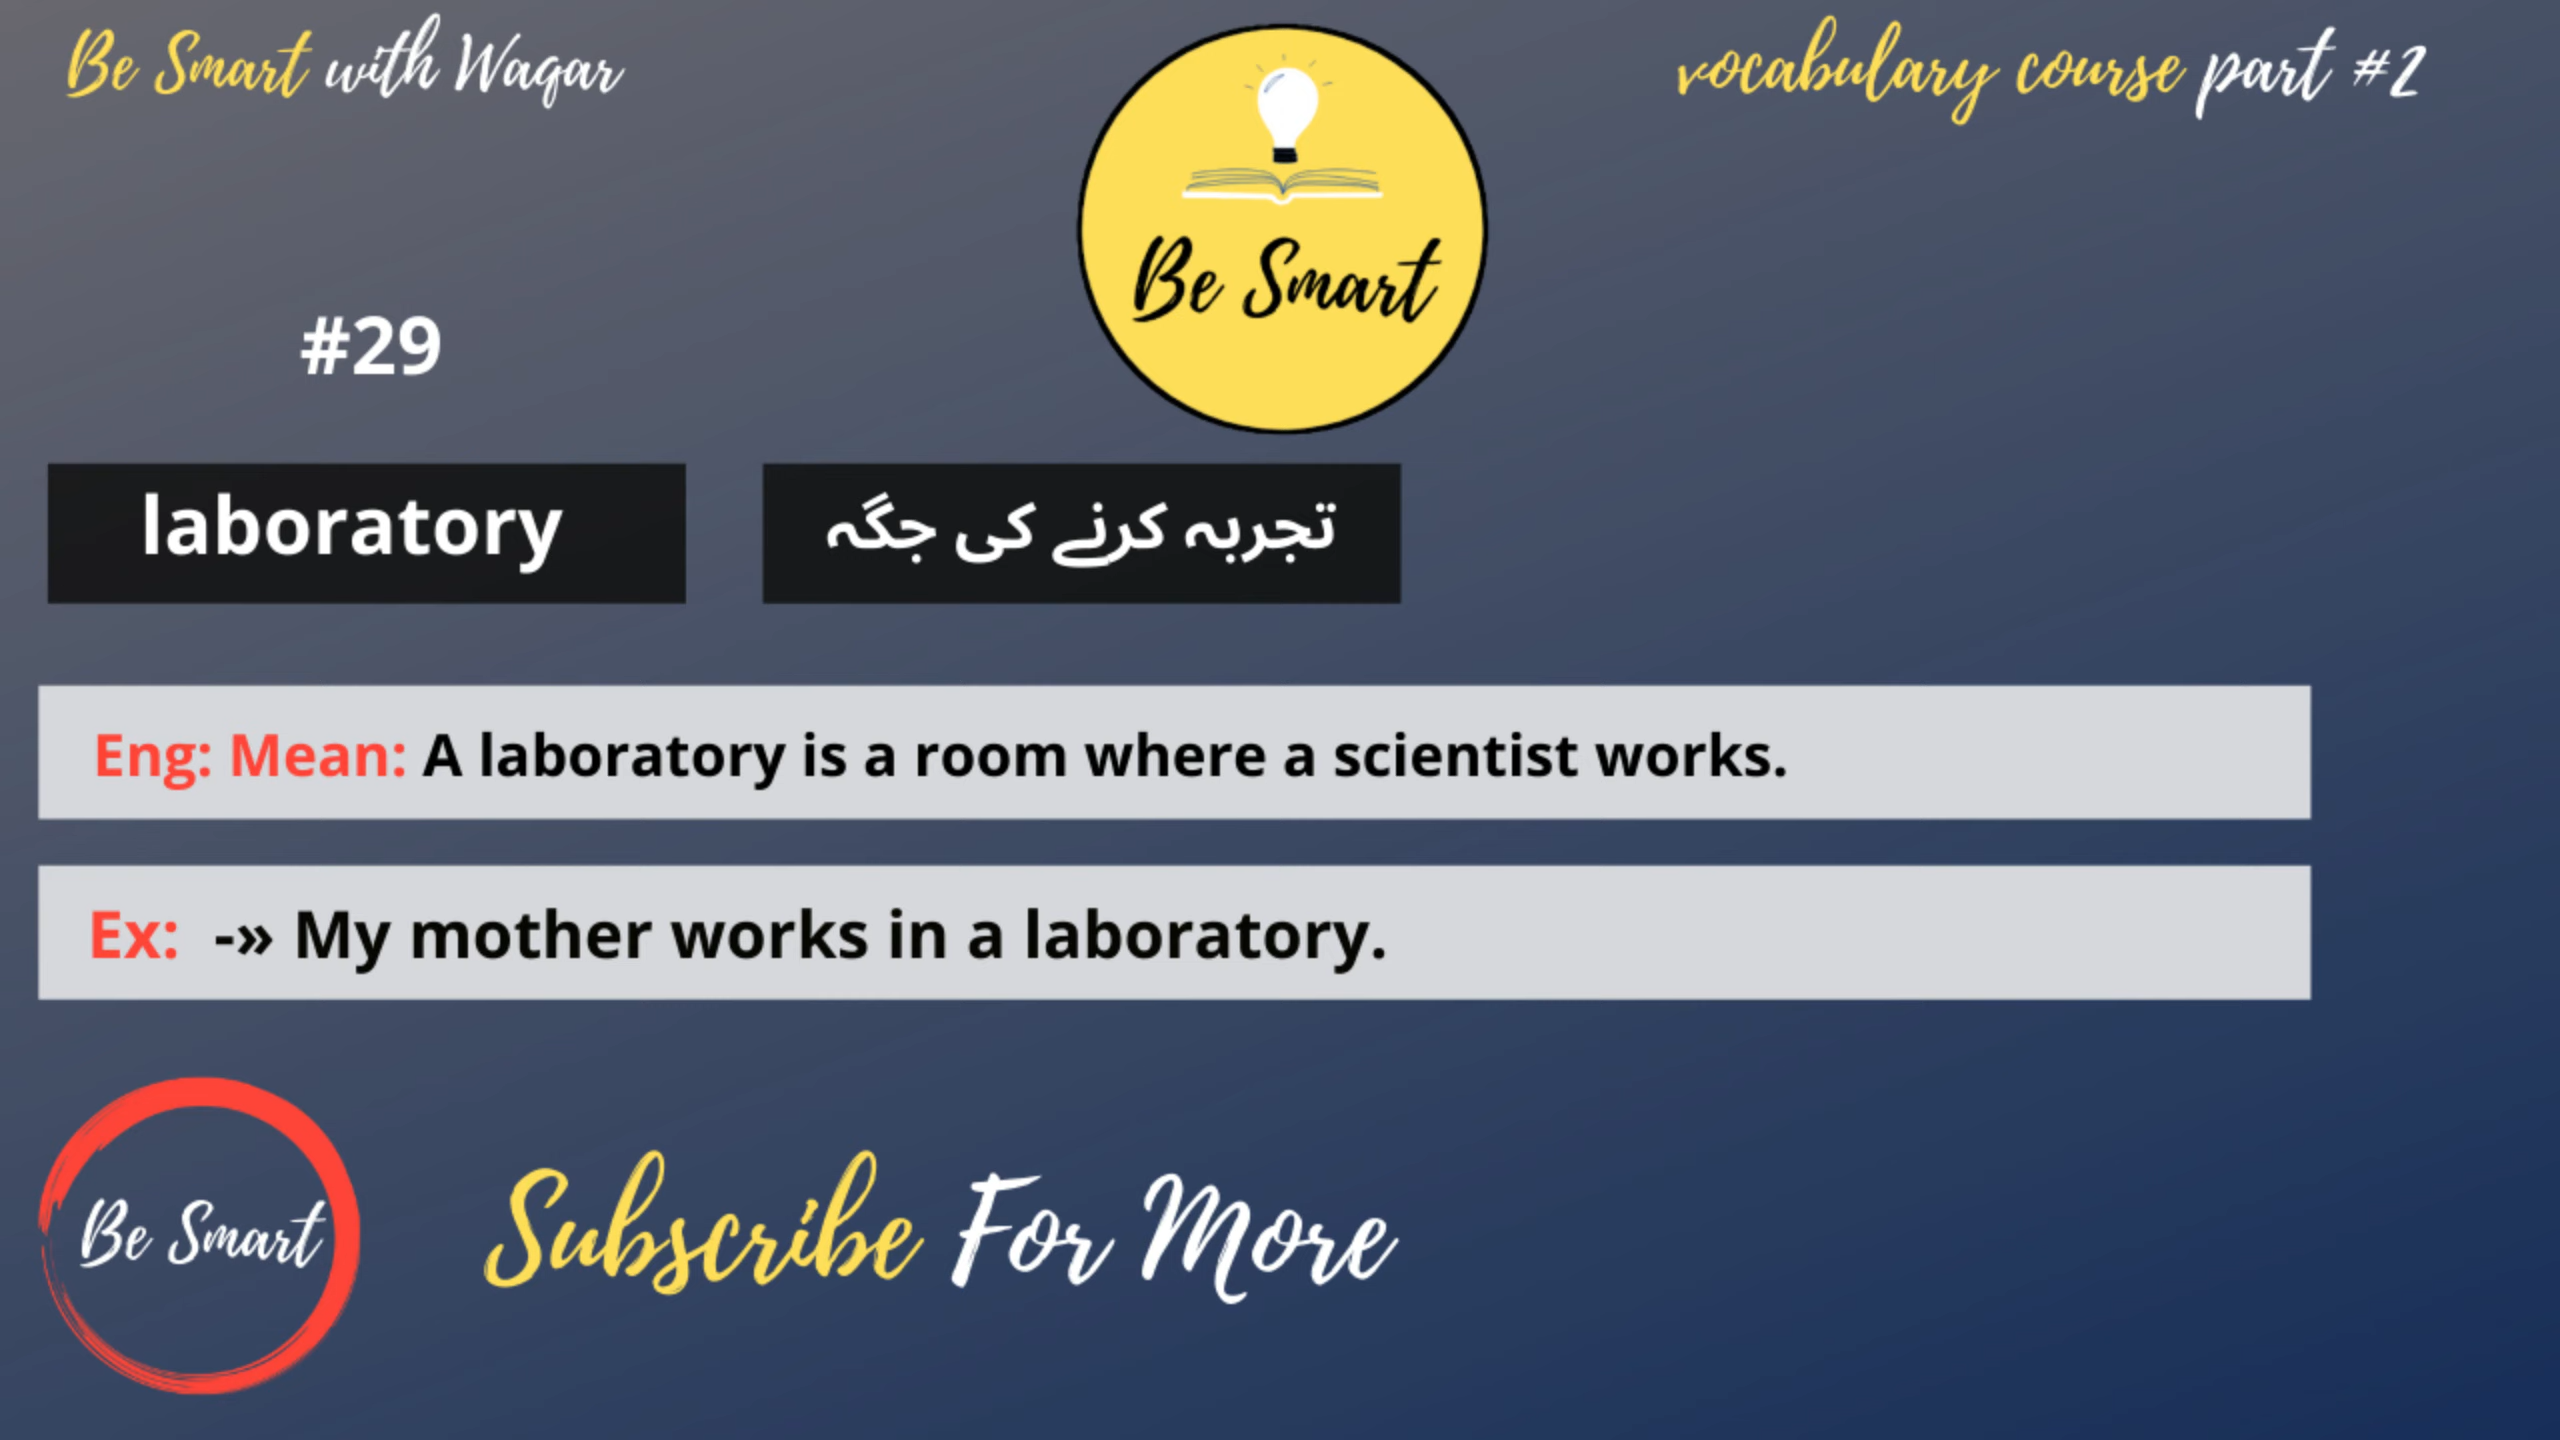 Be Smart with Waqar
vocabulary course part #2
Be Smart
#29
laboratory
تجربہ کرنے کی جگہ
Eng: Mean: A laboratory is a room where a scientist works.
Ex: -» My mother works in a laboratory.
Be Smart
Subscribe For More